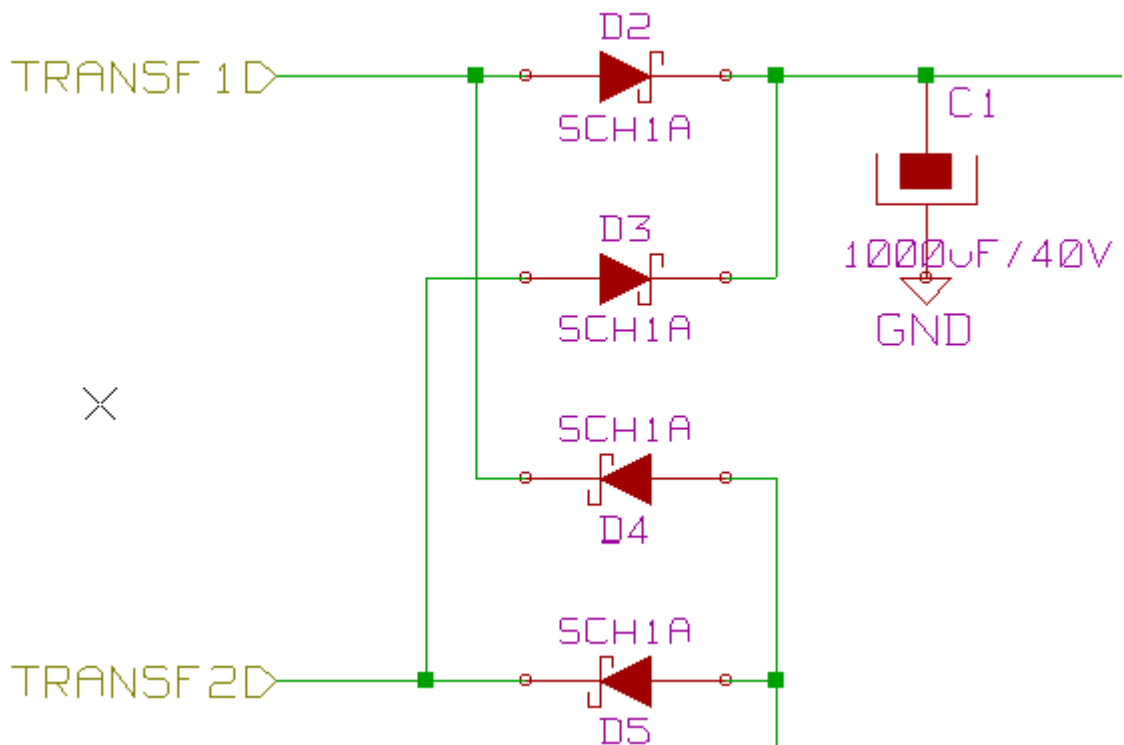 D2
TRANSF1
SCH1A
C1
D3
1000uF/40V
SCH1A
GND
SCH1A
D4
SCH1A
TRANSF2
D5